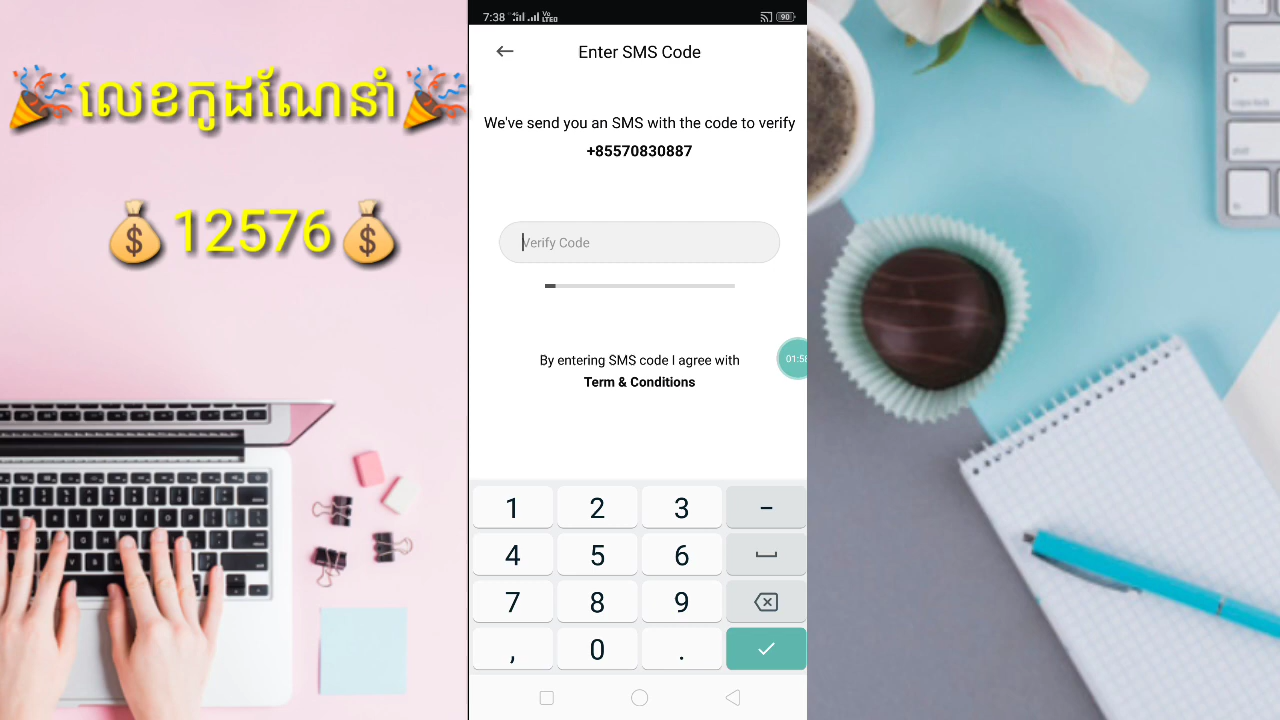 🎉លេខកូដណែនាំ🎉
💰12576💰
7:38
90
Enter SMS Code
We've send you an SMS with the code to verify
+85570830887
Verify Code
By entering SMS code I agree with
Term & Conditions
1 2 3 -
4 5 6
7 8 9
, 0 .